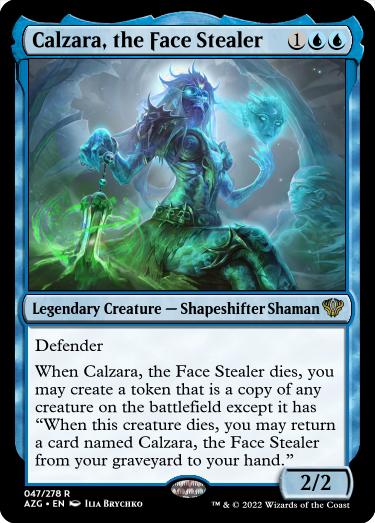 Calzara, the Face Stealer 1
Legendary Creature — Shapeshifter Shaman
Defender
When Calzara, the Face Stealer dies, you
may create a token that is a copy of any
creature on the battlefield except it has
“When this creature dies, you may return
a card named Calzara, the Face Stealer
from your graveyard to your hand.”
2/2
047/278 R
AZG • EN Ilia Brychko ™ & © 2022 Wizards of the Coast